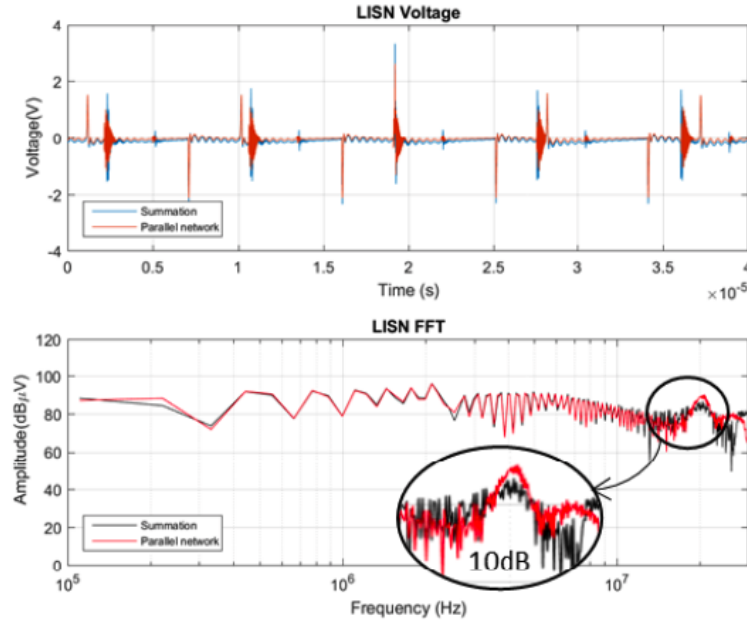 LISN Voltage
4
2
0
-2
-4
Voltage(V)
Summation
Parallel network
0 0.5 1 1.5 2 2.5 3 3.5 4
Time (s)
×10⁻⁵
LISN FFT
120
100
80
60
40
20
0
Amplitude(dBμV)
Summation
Parallel network
10dB
10⁵ 10⁶ 10⁷
Frequency (Hz)